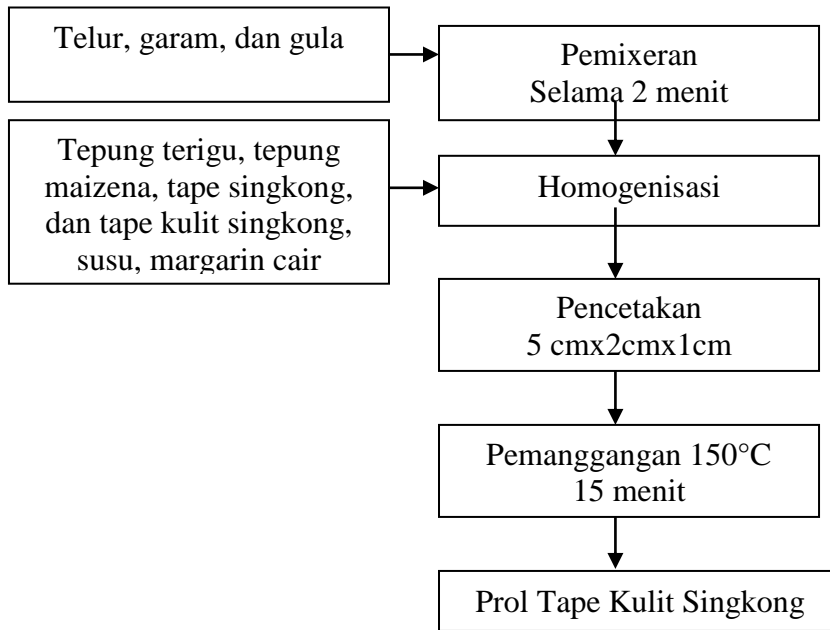 Telur, garam, dan gula
Pemixeran
Selama 2 menit
Tepung terigu, tepung
maizena, tape singkong,
dan tape kulit singkong,
susu, margarin cair
Homogenisasi
Pencetakan
5 cmx2cmx1cm
Pemanggangan 150°C
15 menit
Prol Tape Kulit Singkong